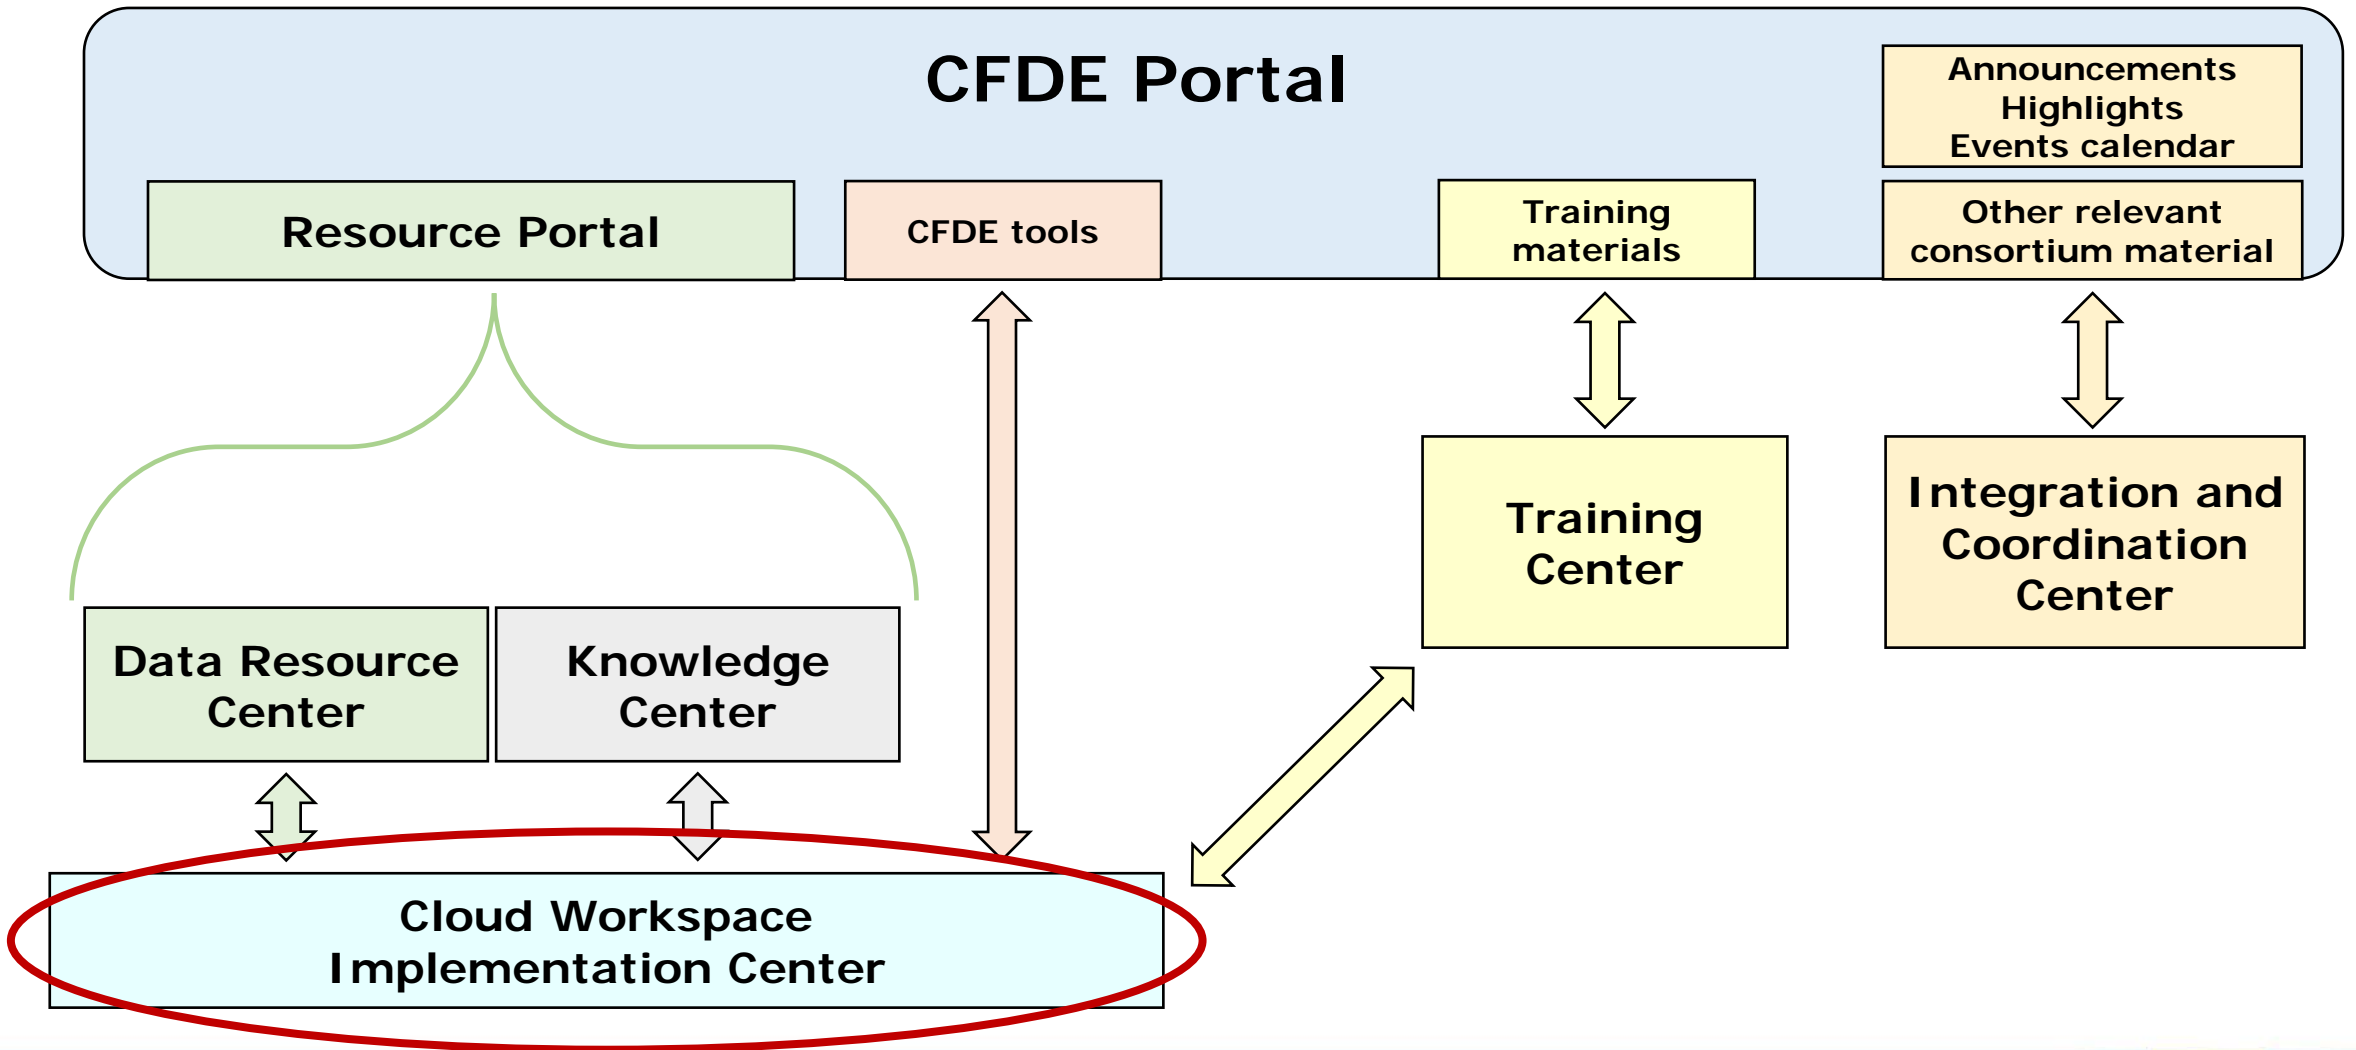 CFDE Portal
Announcements
Highlights
Events calendar
Resource Portal
CFDE tools
Training
materials
Other relevant
consortium material
Training
Center
Integration and
Coordination
Center
Data Resource
Center
Knowledge
Center
Cloud Workspace
Implementation Center